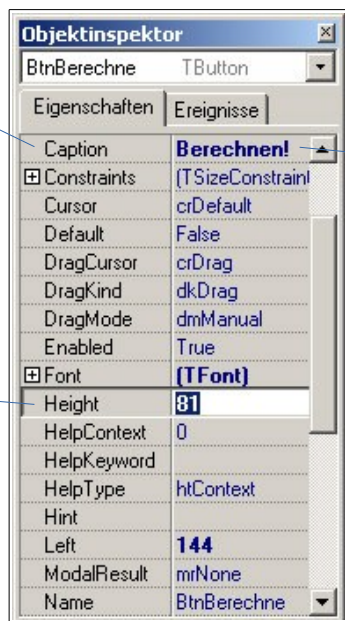 Objektinspektor
BtnBerechne TButton
Eigenschaften Ereignisse
Caption Berechnen!
Constraints (TSizeConstraint
Cursor crDefault
Default False
DragCursor crDrag
DragKind dkDrag
DragMode dmManual
Enabled True
Font (TFont)
Height 81
HelpContext 0
HelpKeyword
HelpType htContext
Hint
Left 144
ModalResult mrNone
Name BtnBerechne